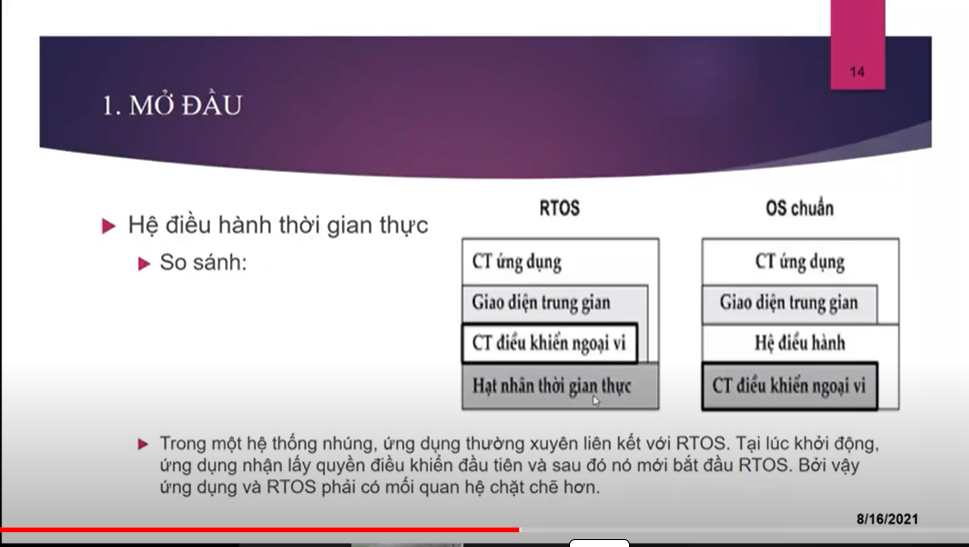 14
1. MỞ ĐẦU
Hệ điều hành thời gian thực
So sánh:
RTOS
CT ứng dụng
Giao diện trung gian
CT điều khiển ngoại vi
Hạt nhân thời gian thực
OS chuẩn
CT ứng dụng
Giao diện trung gian
Hệ điều hành
CT điều khiển ngoại vi
Trong một hệ thống nhúng, ứng dụng thường xuyên liên kết với RTOS. Tại lúc khởi động,
ứng dụng nhận lấy quyền điều khiển đầu tiên và sau đó nó mới bắt đầu RTOS. Bởi vậy
ứng dụng và RTOS phải có mối quan hệ chặt chẽ hơn.
8/16/2021